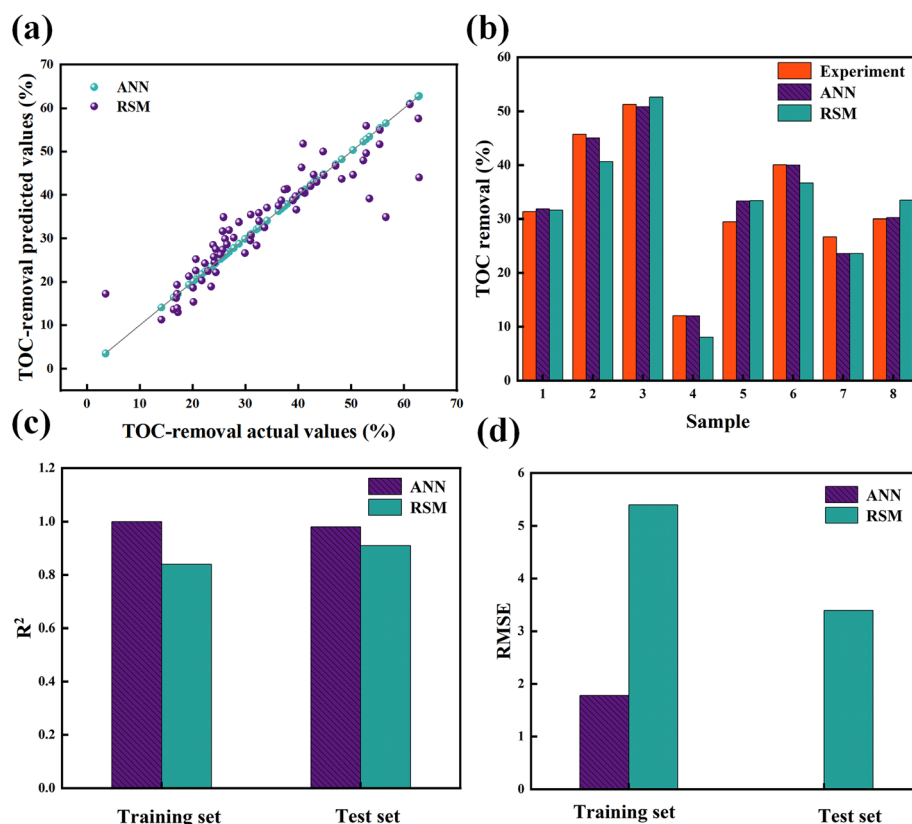 (a)
TOC-removal predicted values (%)
70
60
50
40
30
20
10
0
ANN
RSM
0 10 20 30 40 50 60 70
TOC-removal actual values (%)
(b)
TOC removal (%)
60
50
40
30
20
10
0
Experiment
ANN
RSM
1 2 3 4 5 6 7 8
Sample
(c)
R²
1.2
1.0
0.8
0.6
0.4
0.2
0.0
ANN
RSM
Training set Test set
(d)
RMSE
6
5
4
3
2
1
0
ANN
RSM
Training set Test set